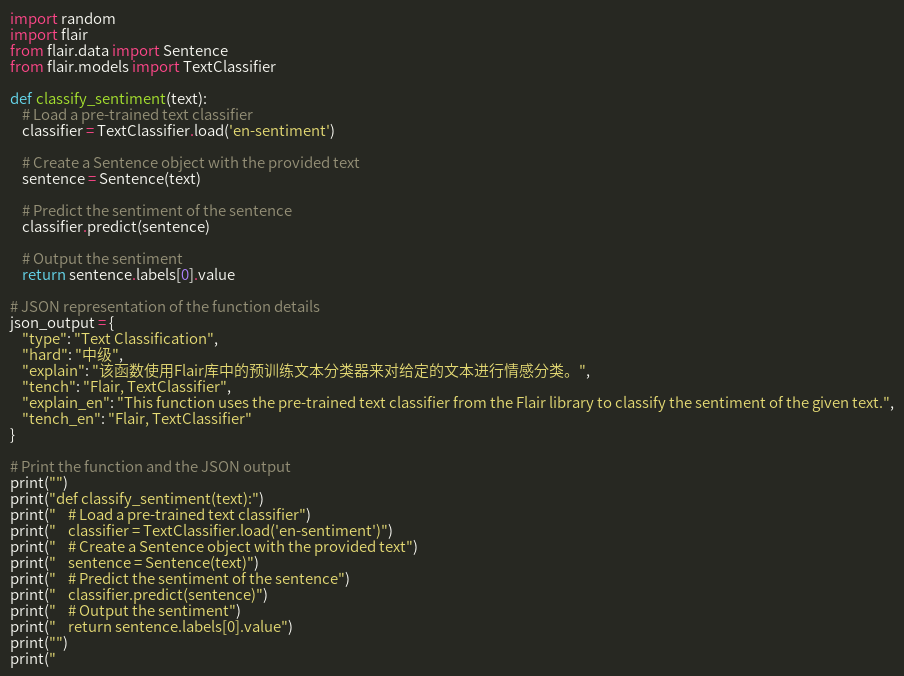 import random
import flair
from flair.data import Sentence
from flair.models import TextClassifier

def classify_sentiment(text):
    # Load a pre-trained text classifier
    classifier = TextClassifier.load('en-sentiment')

    # Create a Sentence object with the provided text
    sentence = Sentence(text)

    # Predict the sentiment of the sentence
    classifier.predict(sentence)

    # Output the sentiment
    return sentence.labels[0].value

# JSON representation of the function details
json_output = {
    "type": "Text Classification",
    "hard": "中级",
    "explain": "该函数使用Flair库中的预训练文本分类器来对给定的文本进行情感分类。",
    "tench": "Flair, TextClassifier",
    "explain_en": "This function uses the pre-trained text classifier from the Flair library to classify the sentiment of the given text.",
    "tench_en": "Flair, TextClassifier"
}

# Print the function and the JSON output
print("")
print("def classify_sentiment(text):")
print("    # Load a pre-trained text classifier")
print("    classifier = TextClassifier.load('en-sentiment')")
print("    # Create a Sentence object with the provided text")
print("    sentence = Sentence(text)")
print("    # Predict the sentiment of the sentence")
print("    classifier.predict(sentence)")
print("    # Output the sentiment")
print("    return sentence.labels[0].value")
print("")
print("